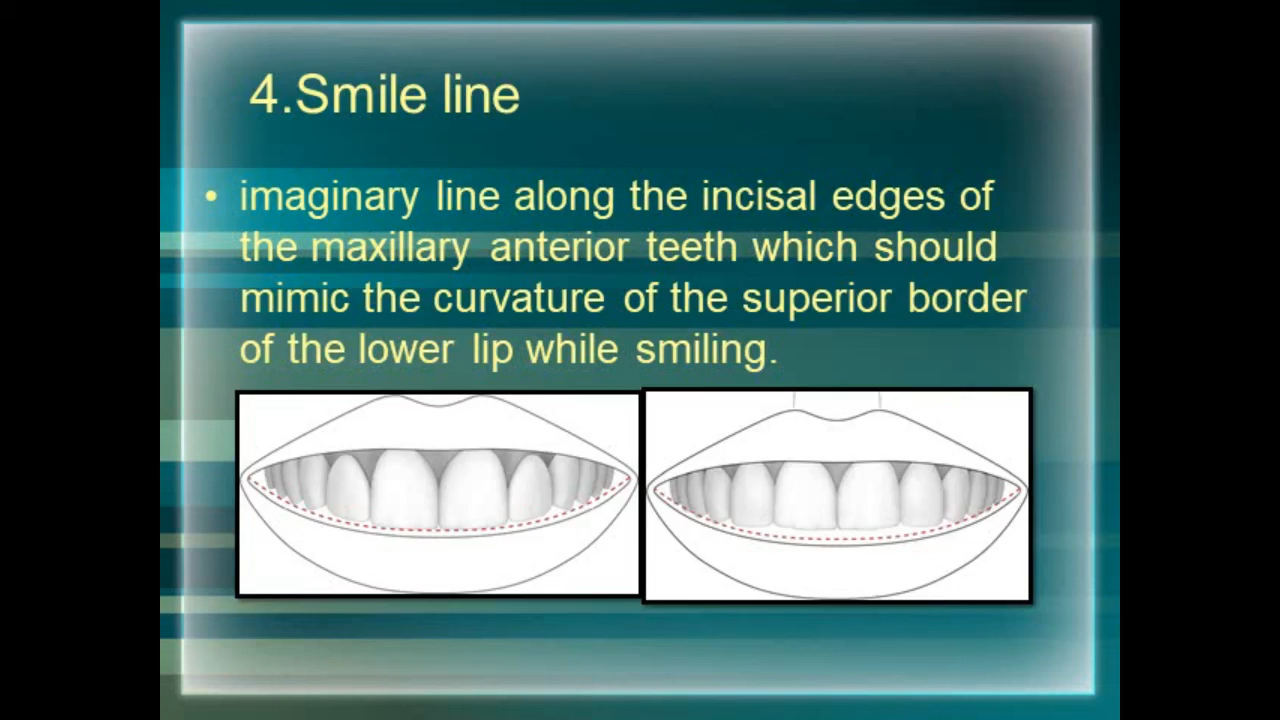 4.Smile line
• imaginary line along the incisal edges of
the maxillary anterior teeth which should
mimic the curvature of the superior border
of the lower lip while smiling.